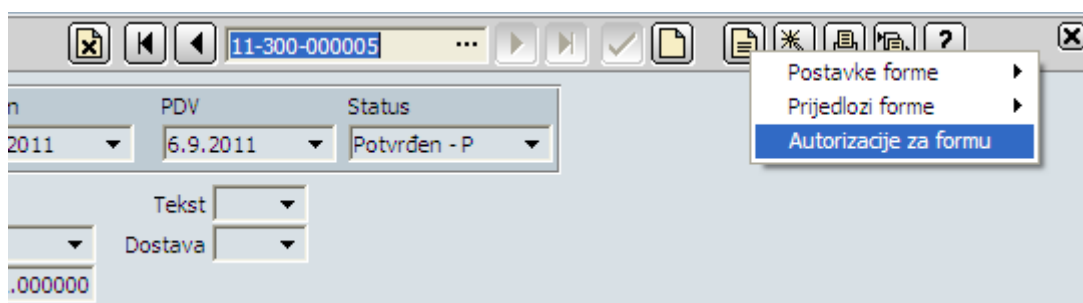 11-300-000005 ...
?
Postavke forme
Prijedlozi forme
Autorizacije za formu
n PDV Status
2011 6.9.2011 Potvrđen - P
Tekst
Dostava
.000000